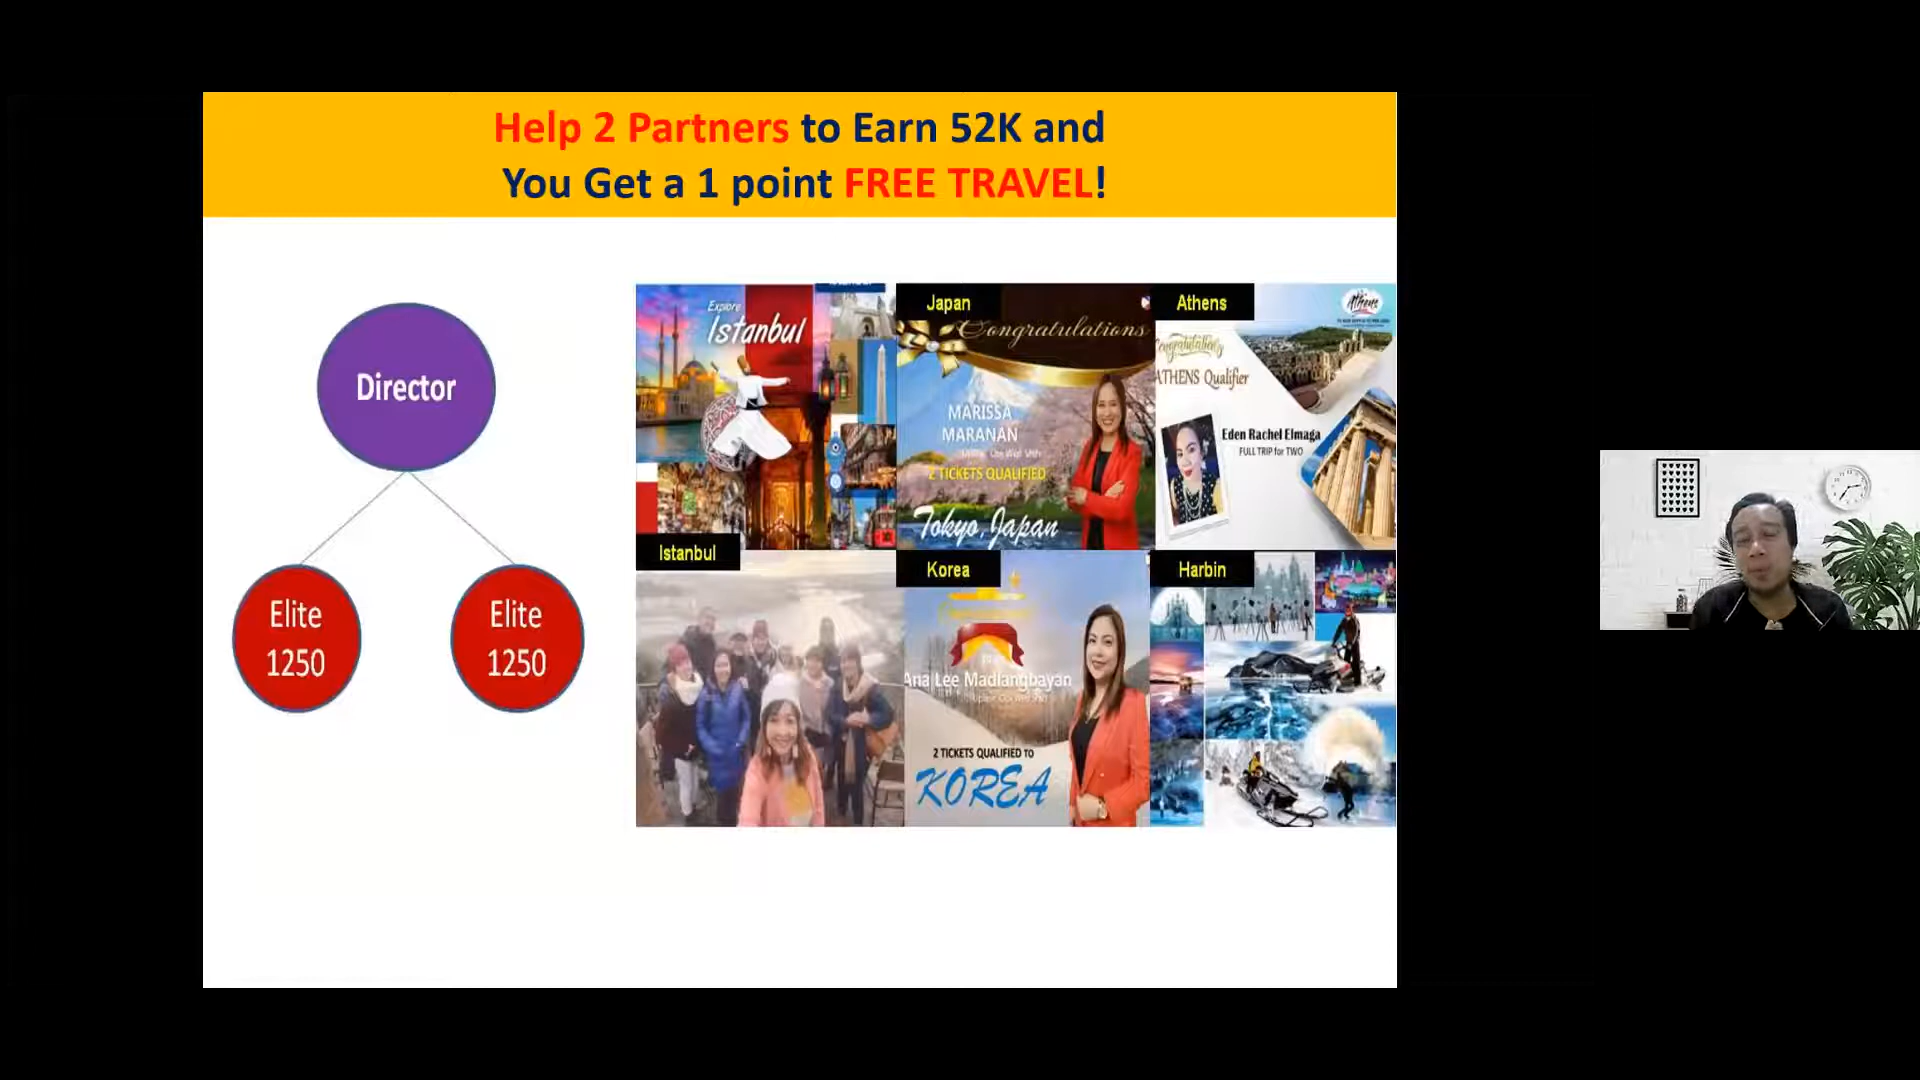 Help 2 Partners to Earn 52K and
You Get a 1 point FREE TRAVEL!
Director
Elite
1250
Elite
1250
Explore
Istanbul
Istanbul
Japan
Congratulations
MARISSA
MARANAN
2 TICKETS QUALIFIED
Tokyo, Japan
Athens
Athens
Congratulations
ATHENS Qualifier
Eden Rachel Elmaga
FULL TRIP for TWO
Korea
Ana Lee Madlangbayan
2 TICKETS QUALIFIED TO
KOREA
Harbin